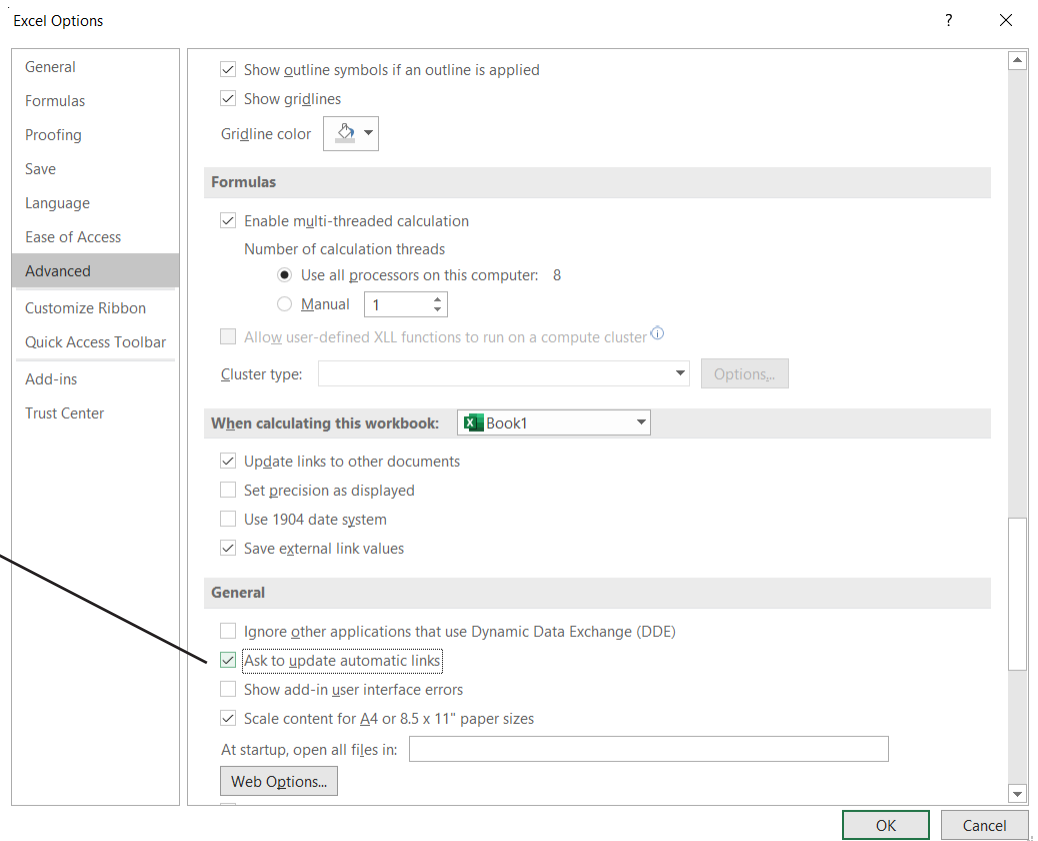 Excel Options ?
General
Formulas
Proofing
Save
Language
Ease of Access
Advanced
Customize Ribbon
Quick Access Toolbar
Add-ins
Trust Center
Show outline symbols if an outline is applied
Show gridlines
Gridline color
Formulas
Enable multi-threaded calculation
Number of calculation threads
Use all processors on this computer: 8
Manual 1
Allow user-defined XLL functions to run on a compute cluster
Cluster type: Options...
When calculating this workbook: Book1
Update links to other documents
Set precision as displayed
Use 1904 date system
Save external link values
General
Ignore other applications that use Dynamic Data Exchange (DDE)
Ask to update automatic links
Show add-in user interface errors
Scale content for A4 or 8.5 x 11" paper sizes
At startup, open all files in:
Web Options...
OK Cancel